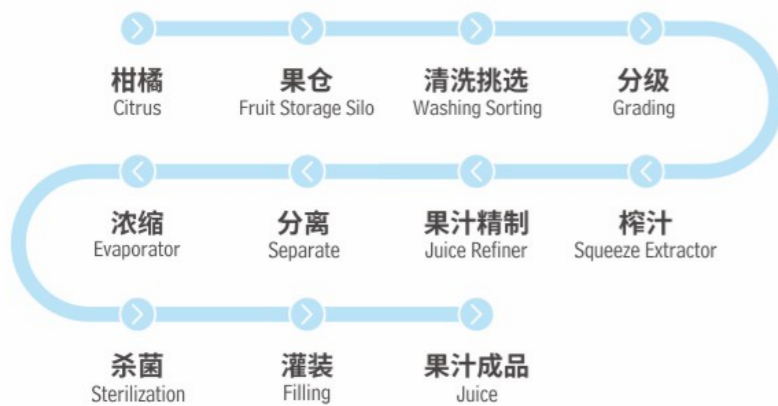 柑橘
Citrus
果仓
Fruit Storage Silo
清洗挑选
Washing Sorting
分级
Grading
榨汁
Squeeze Extractor
果汁精制
Juice Refiner
分离
Separate
浓缩
Evaporator
杀菌
Sterilization
灌装
Filling
果汁成品
Juice